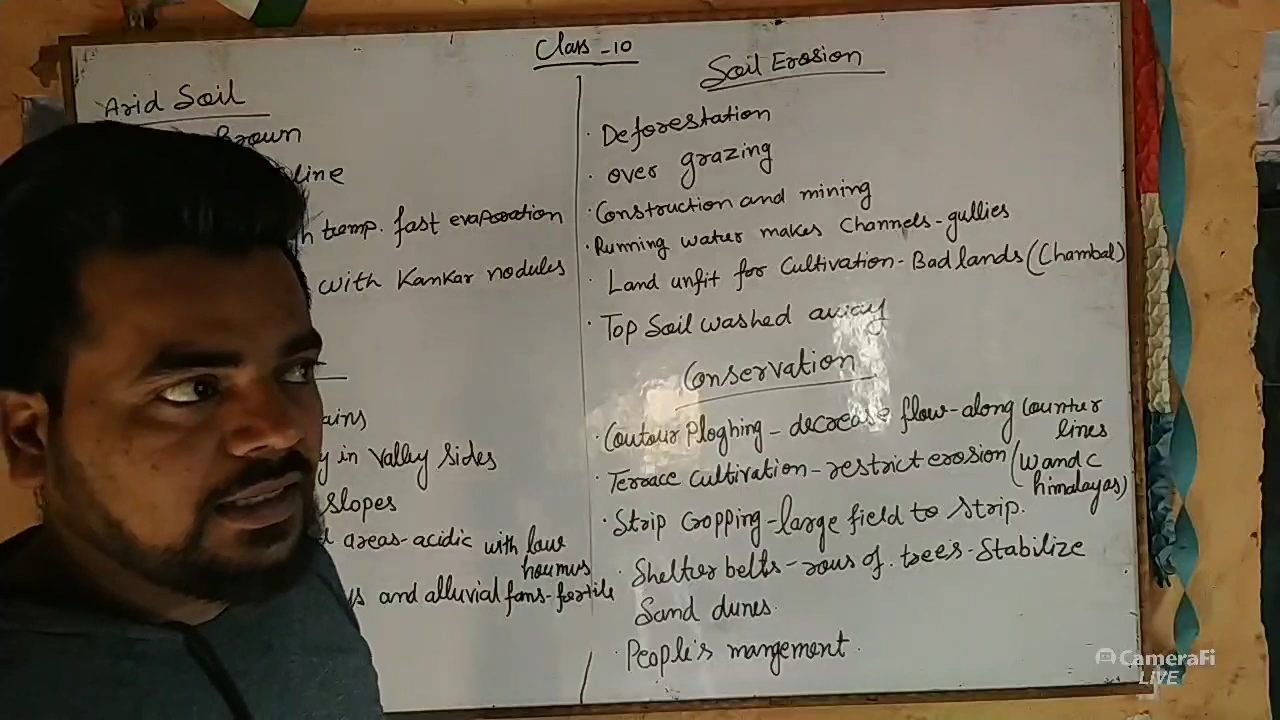 Class - 10
Arid Soil
Brown
line
h temp. fast evaporation
with Kankar nodules
ains
y in Valley Sides
slopes
areas-acidic with low
houmus
ys and alluvial fans-fertile
Soil Erosion
· Deforestation
· over grazing
· Construction and mining
· Running water makes Channels-gullies
· Land unfit for Cultivation-Bad lands (Chambal)
· Top Soil washed away
Conservation
· Coutour Ploghing - decrease flow-along Counter
lines
· Terrace Cultivation - restrict erosion (W and C
himalayas)
· Strip Cropping - large field to strip.
· Shelter belts - rows of trees - Stabilize
Sand dunes.
· People's mangement.
CameraFi
LIVE